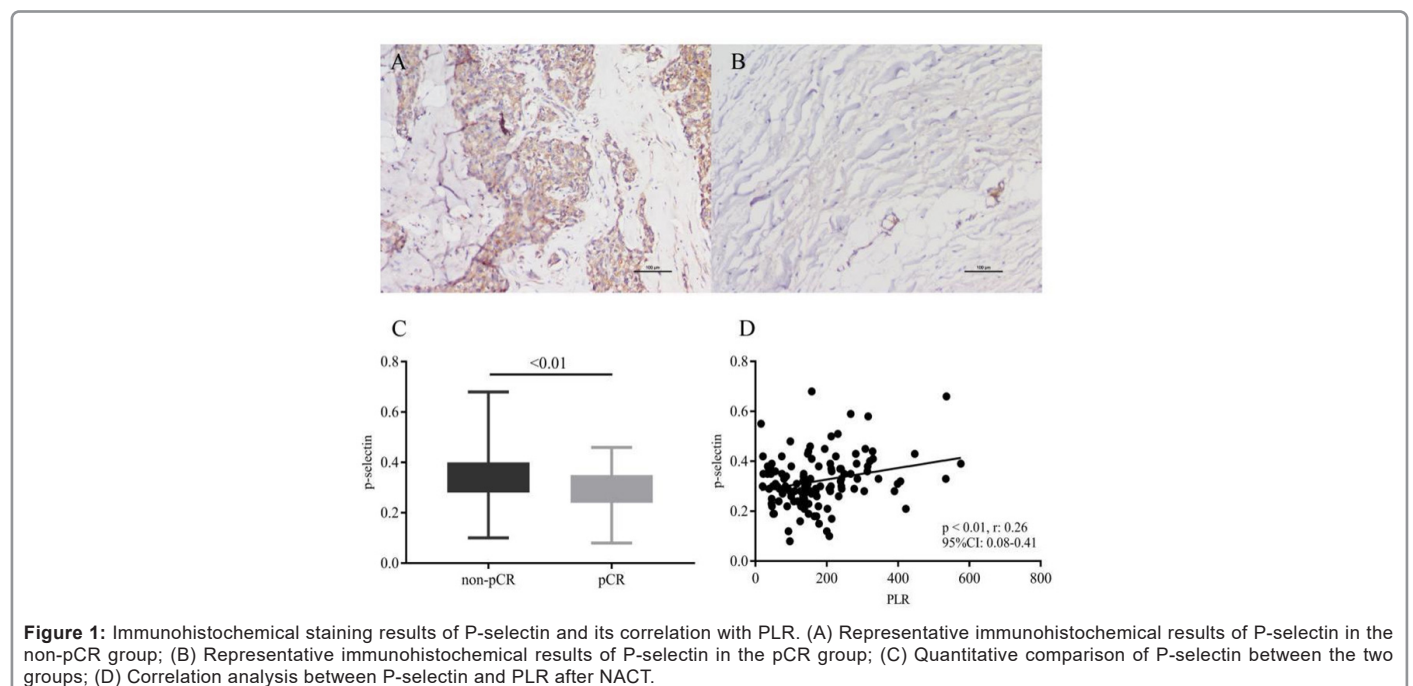 A
B
100 μm
100 μm
C
D
0.8
0.6
0.4
0.2
0.0
p-selectin
<0.01
non-pCR
pCR
0.8
0.6
0.4
0.2
0.0
p-selectin
p < 0.01, r: 0.26
95%CI: 0.08-0.41
0
200
400
600
800
PLR
Figure 1: Immunohistochemical staining results of P-selectin and its correlation with PLR. (A) Representative immunohistochemical results of P-selectin in the
non-pCR group; (B) Representative immunohistochemical results of P-selectin in the pCR group; (C) Quantitative comparison of P-selectin between the two
groups; (D) Correlation analysis between P-selectin and PLR after NACT.